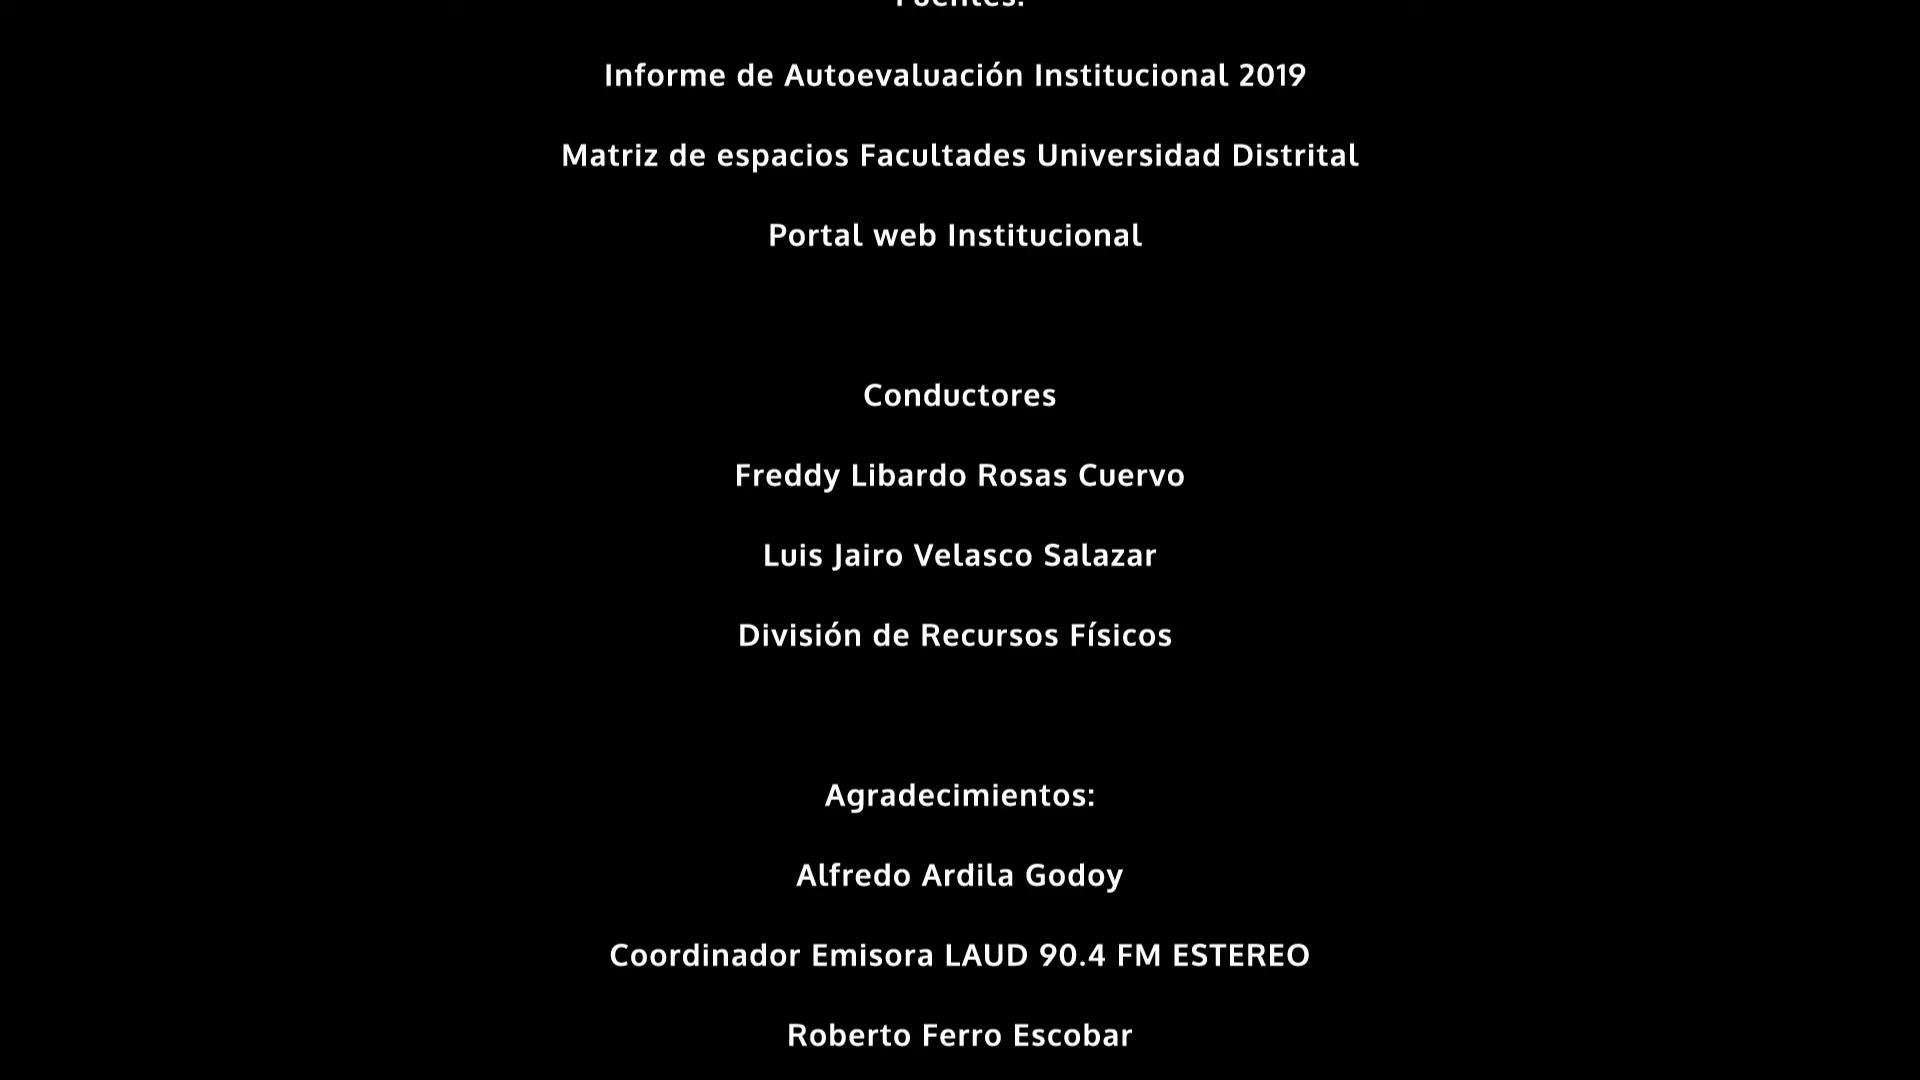 Fuentes:
Informe de Autoevaluación Institucional 2019
Matriz de espacios Facultades Universidad Distrital
Portal web Institucional
Conductores
Freddy Libardo Rosas Cuervo
Luis Jairo Velasco Salazar
División de Recursos Físicos
Agradecimientos:
Alfredo Ardila Godoy
Coordinador Emisora LAUD 90.4 FM ESTEREO
Roberto Ferro Escobar